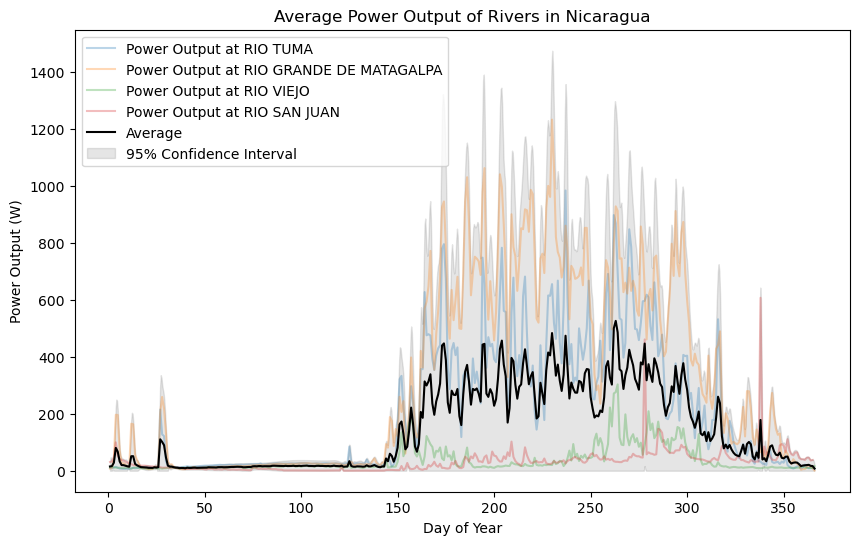 Average Power Output of Rivers in Nicaragua
Power Output at RIO TUMA
Power Output at RIO GRANDE DE MATAGALPA
Power Output at RIO VIEJO
Power Output at RIO SAN JUAN
Average
95% Confidence Interval
Power Output (W)
1400
1200
1000
800
600
400
200
0
0 50 100 150 200 250 300 350
Day of Year